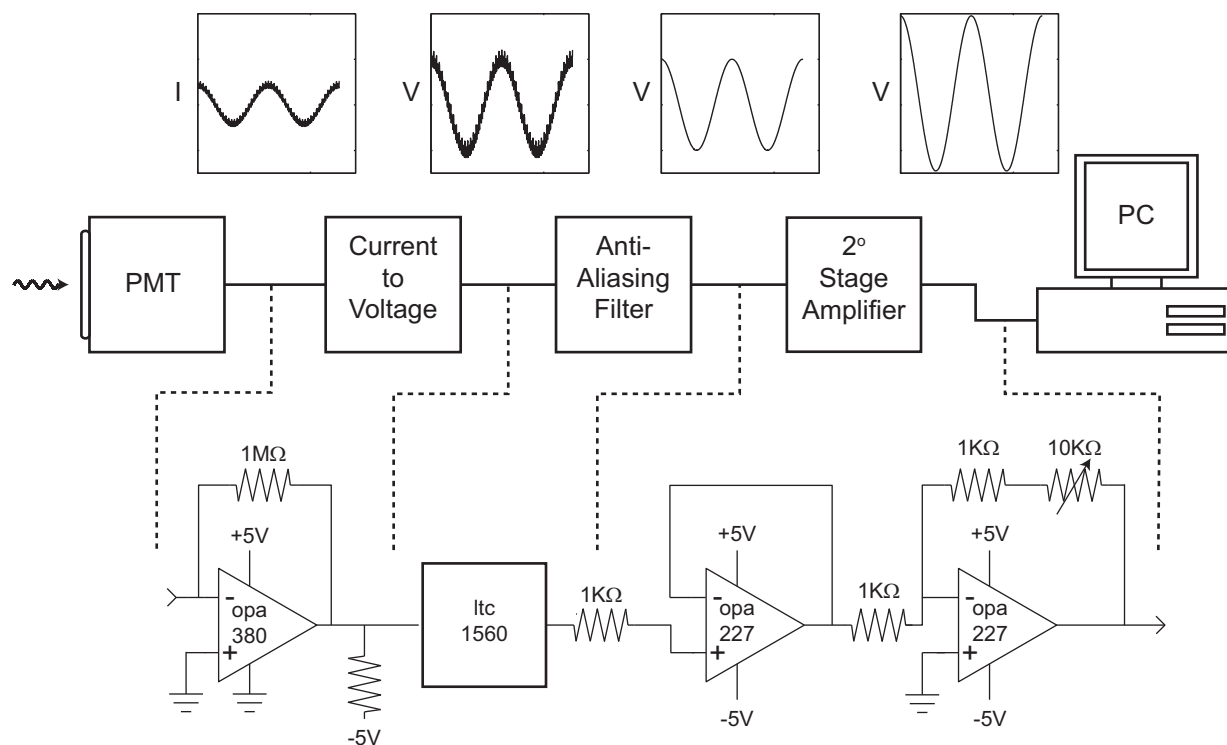 I
V
V
V
PMT
Current
to
Voltage
Anti-
Aliasing
Filter
2o
Stage
Amplifier
PC
1MΩ
+5V
-
opa
380
+
-5V
ltc
1560
1KΩ
+5V
-
opa
227
+
-5V
1KΩ
1KΩ
10KΩ
+5V
-
opa
227
+
-5V